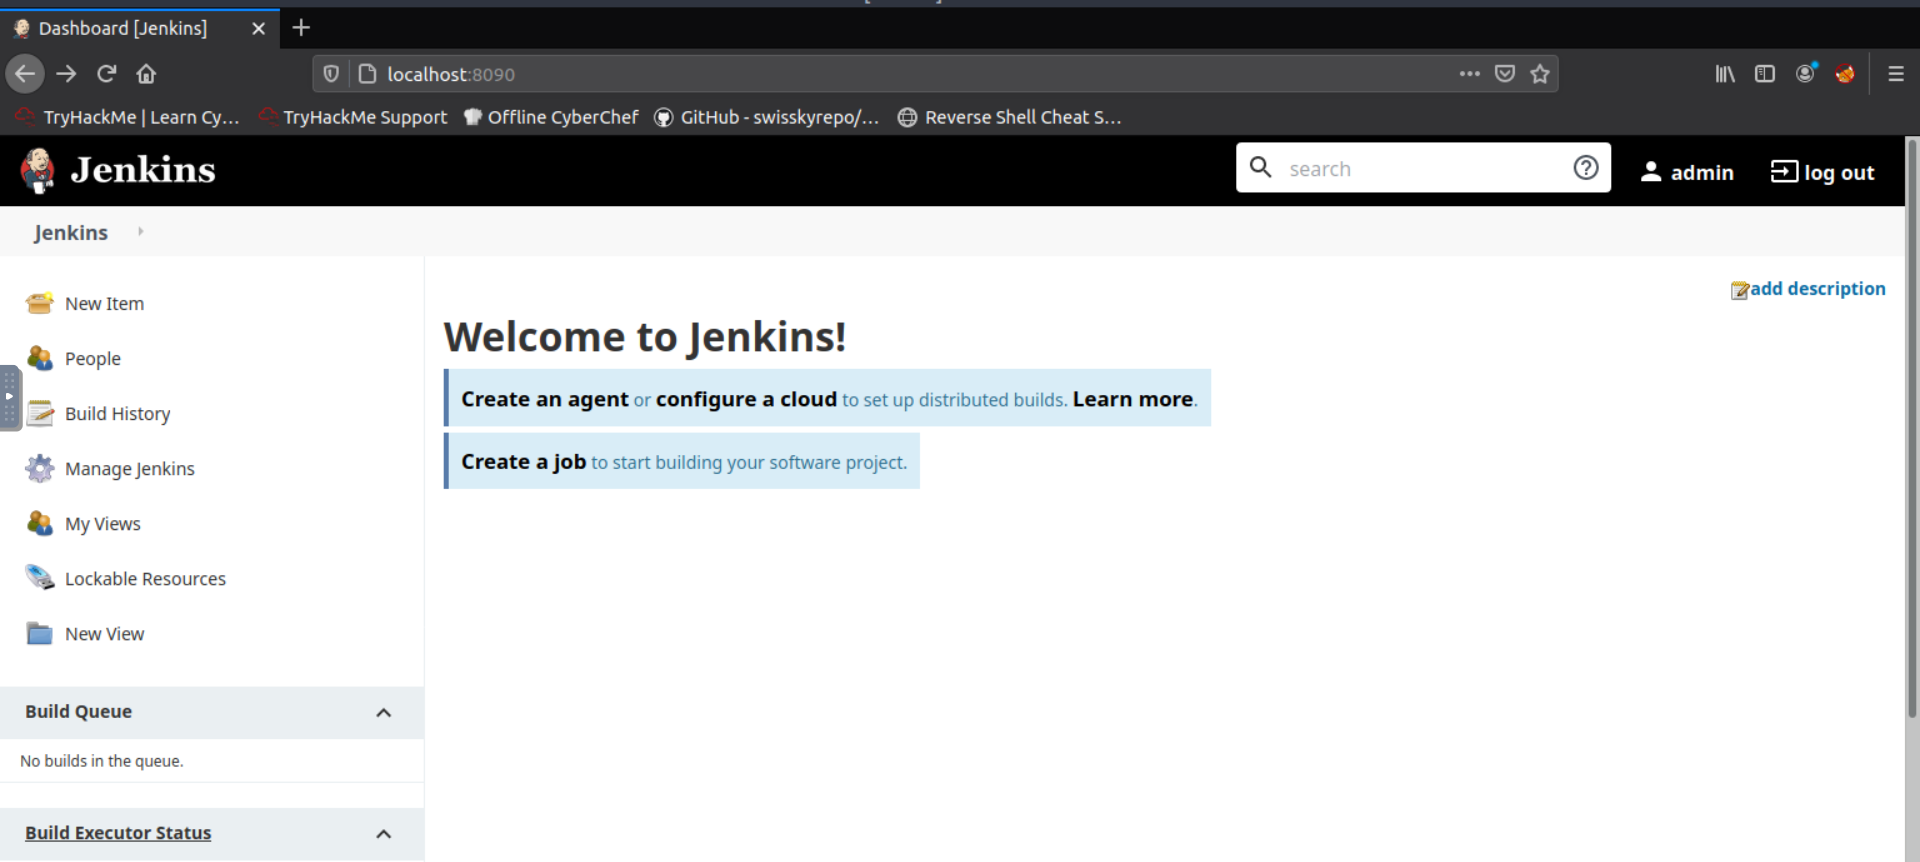 Dashboard [Jenkins]
localhost:8090
TryHackMe | Learn Cy... TryHackMe Support Offline CyberChef GitHub - swisskyrepo/... Reverse Shell Cheat S...
Jenkins search admin log out
Jenkins
add description
New Item
People
Build History
Manage Jenkins
My Views
Lockable Resources
New View
Build Queue
No builds in the queue.
Build Executor Status
Welcome to Jenkins!
Create an agent or configure a cloud to set up distributed builds. Learn more.
Create a job to start building your software project.